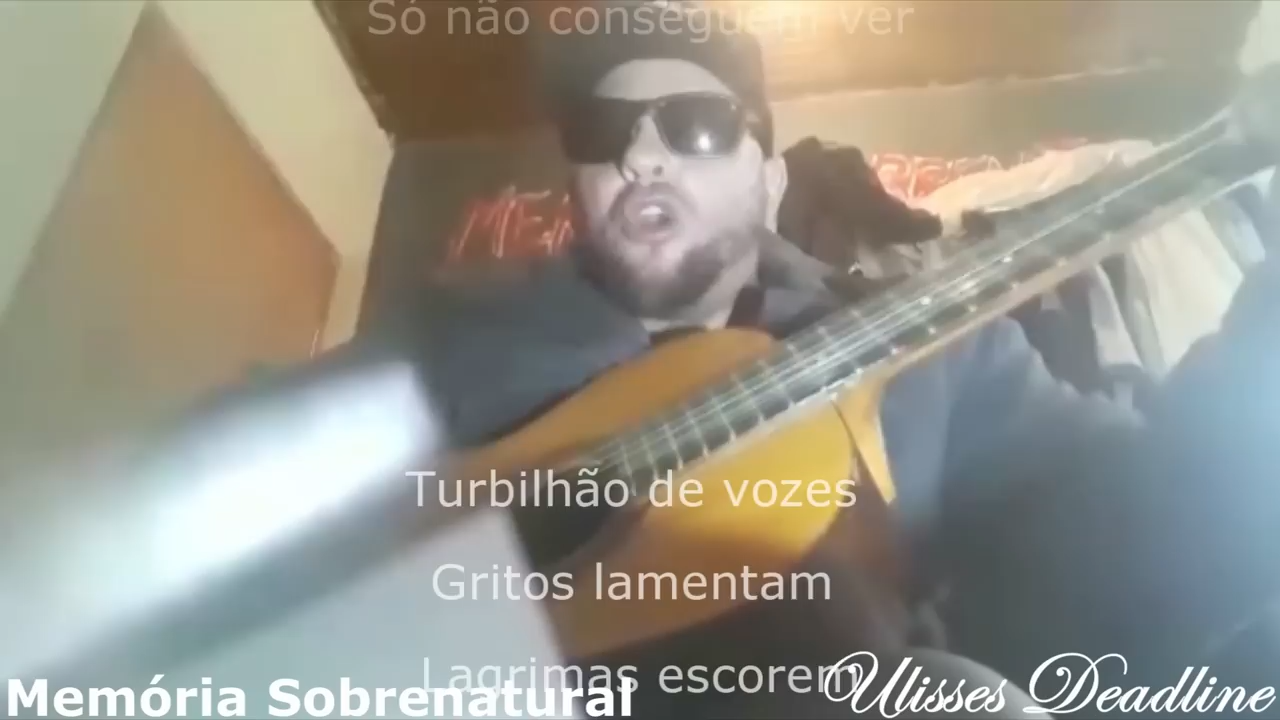 Só não conseguem ver
Turbilhão de vozes
Gritos lamentam
Lagrimas escorem
Memória Sobrenatural
Ulisses Deadline